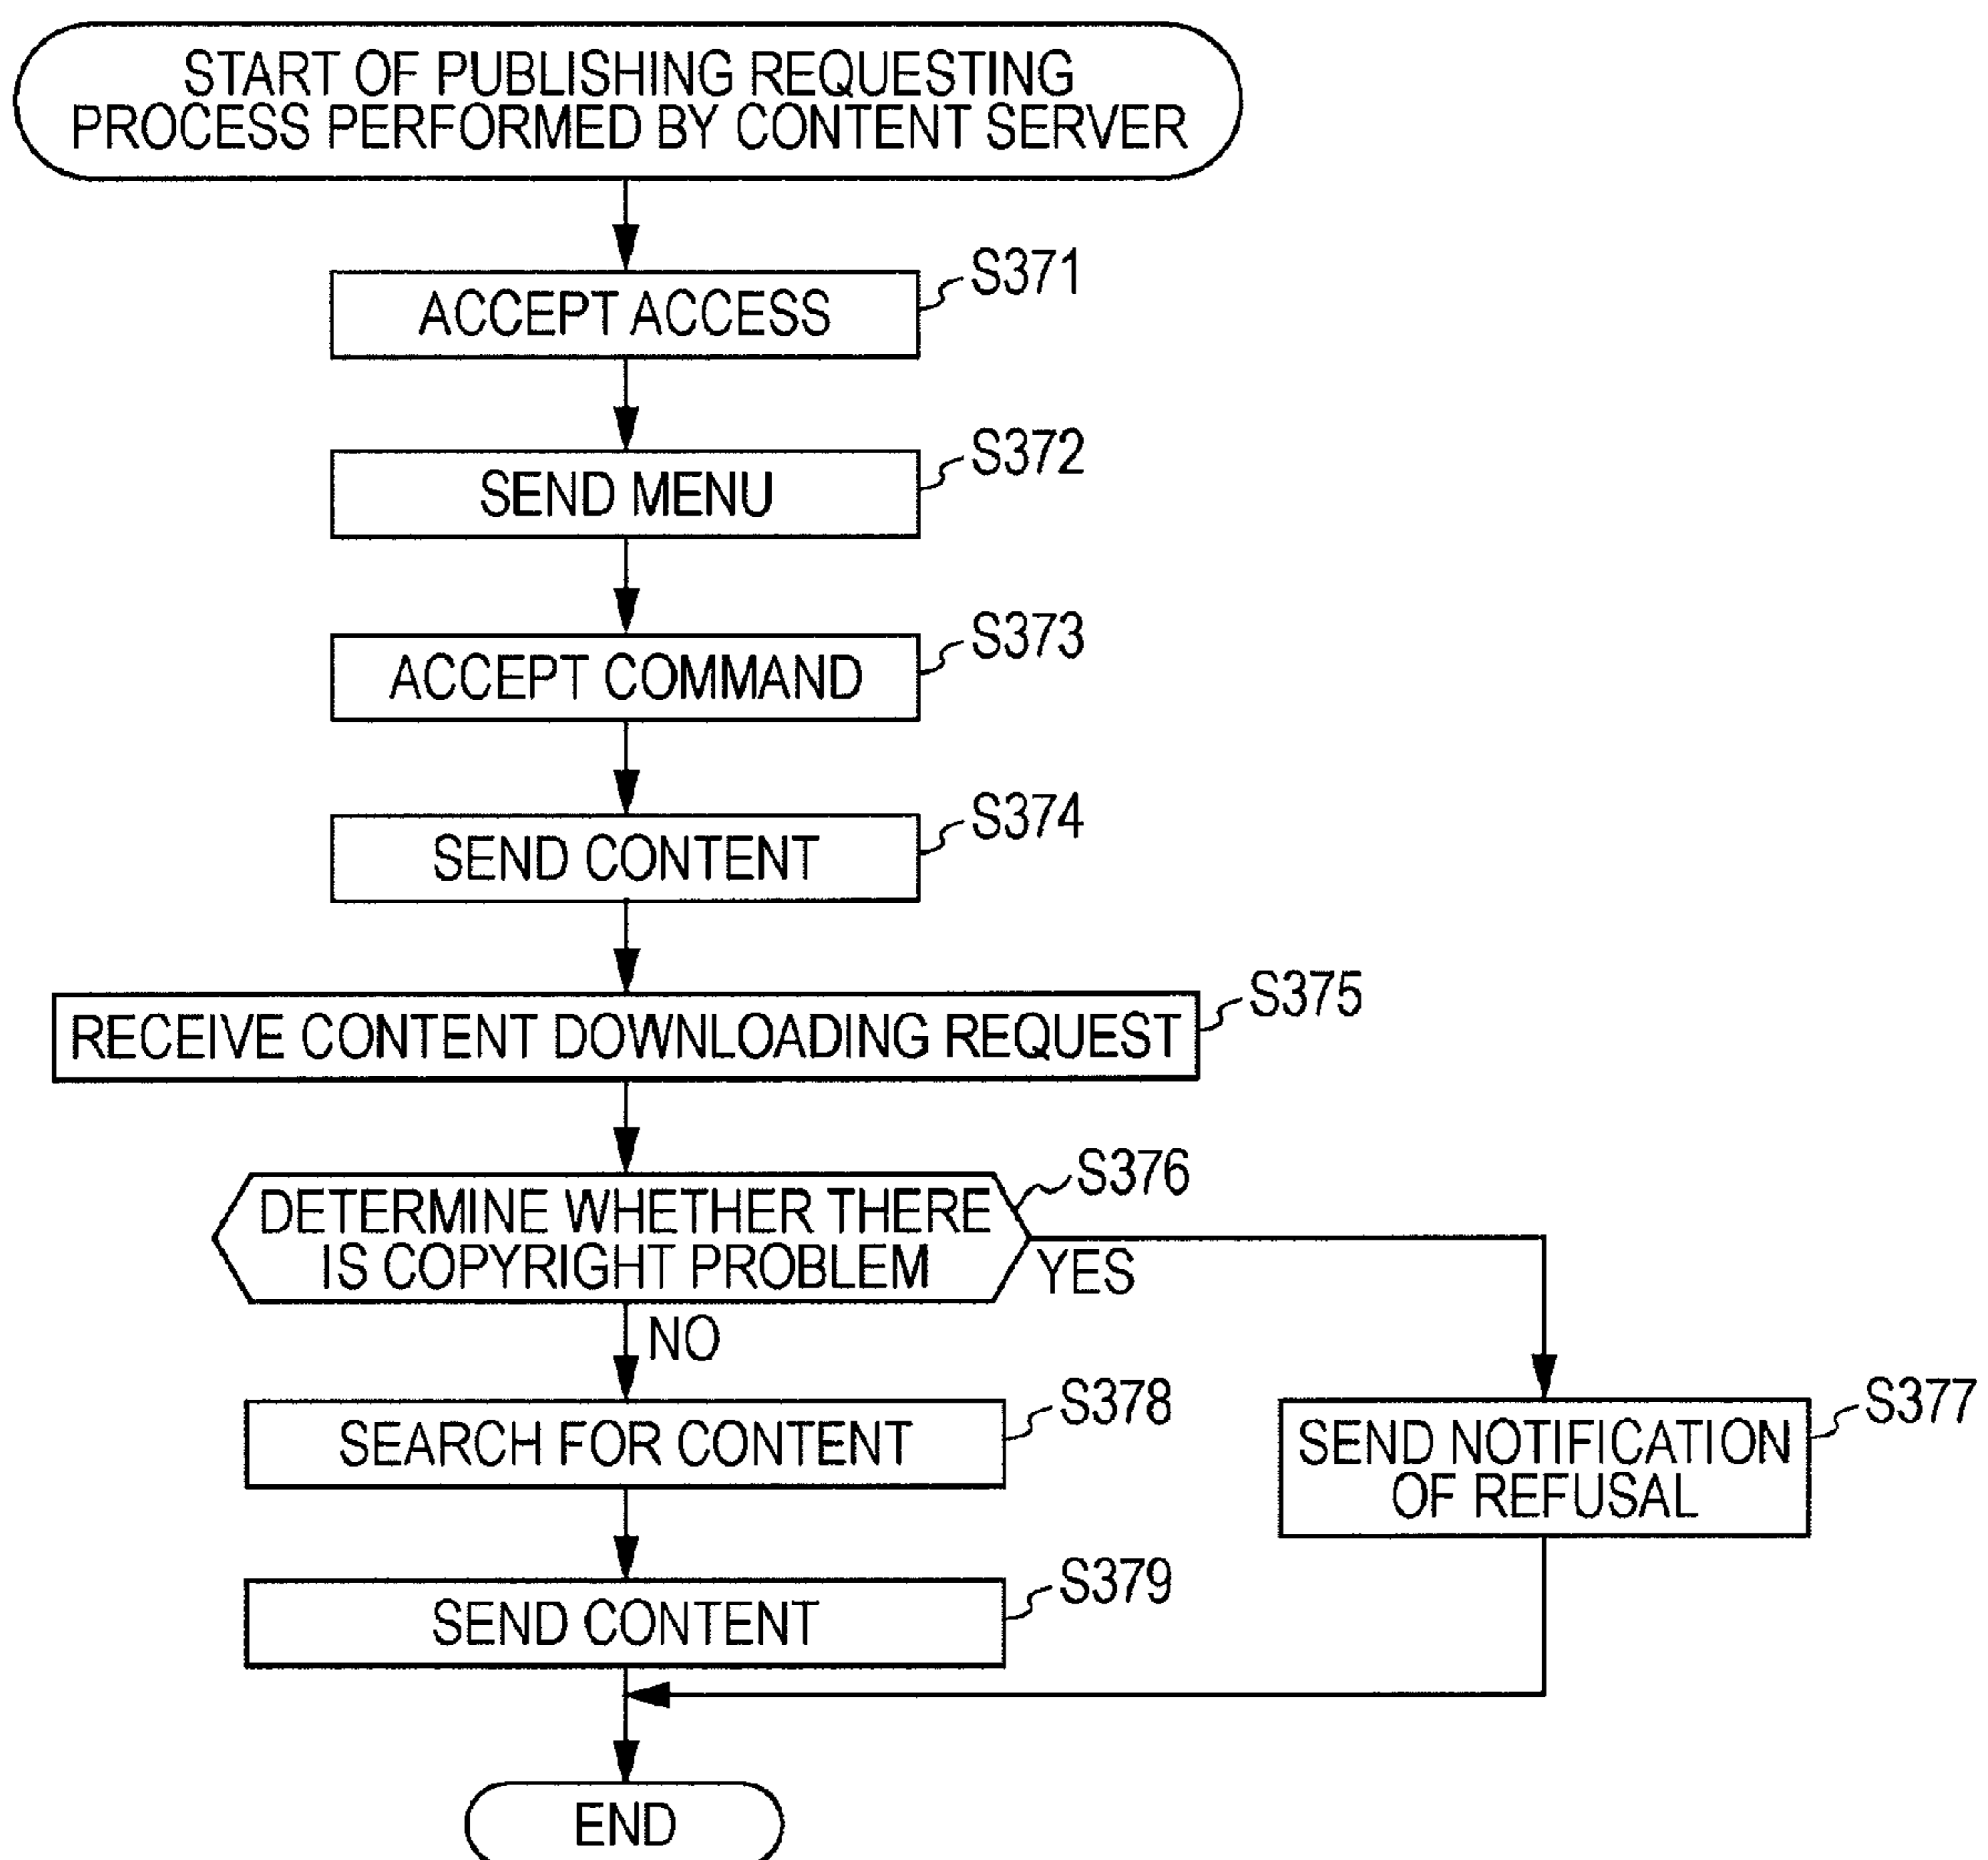 START OF PUBLISHING REQUESTING
PROCESS PERFORMED BY CONTENT SERVER
S371
ACCEPT ACCESS
S372
SEND MENU
S373
ACCEPT COMMAND
S374
SEND CONTENT
S375
RECEIVE CONTENT DOWNLOADING REQUEST
S376
DETERMINE WHETHER THERE
IS COPYRIGHT PROBLEM
YES
NO
S378
SEARCH FOR CONTENT
S377
SEND NOTIFICATION
OF REFUSAL
S379
SEND CONTENT
END